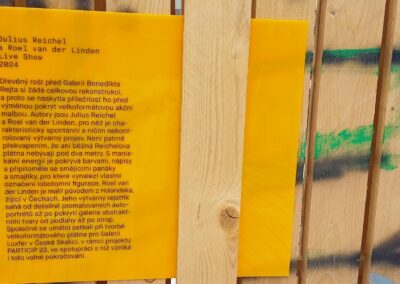 Julius Reichel
a Roel van der Linden
Live Show
2024
Dřevěný rošt před Galerií Benedikta
Rejta si žádá celkovou rekonstrukci,
a proto se naskytla příležitost ho před
výměnou pokrýt velkoformátovou akční
malbou. Autory jsou Julius Reichel
a Roel van der Linden, pro něž je cha-
rakteristický spontánní a ničím nekont-
rolovaný výtvarný projev. Není patrně
překvapením, že ani běžná Reichelova
plátna nebývají pod dva metry. S maniá-
kální energií je pokrývá barvami, nápisy
a připomeňte se smějícími panáky
a smajlíky, pro které vynalezl vlastní
označení lobotomní figurace. Roel van
der Linden je malíř původem z Holandska,
žijící v Čechách. Jeho výtvarný rejstřík
sahá od detailně promalovaných auto-
portrétů až po pokrytí galerie abstrakt-
ními tvary od podlahy až po strop.
Společně se umělci setkali při tvorbě
velkoformátového plátna pro Galerii
Luxfer v České Skalici, v rámci projektu
PARTICIP 23, ve spolupráci s níž vzniká
i toto volné pokračování.